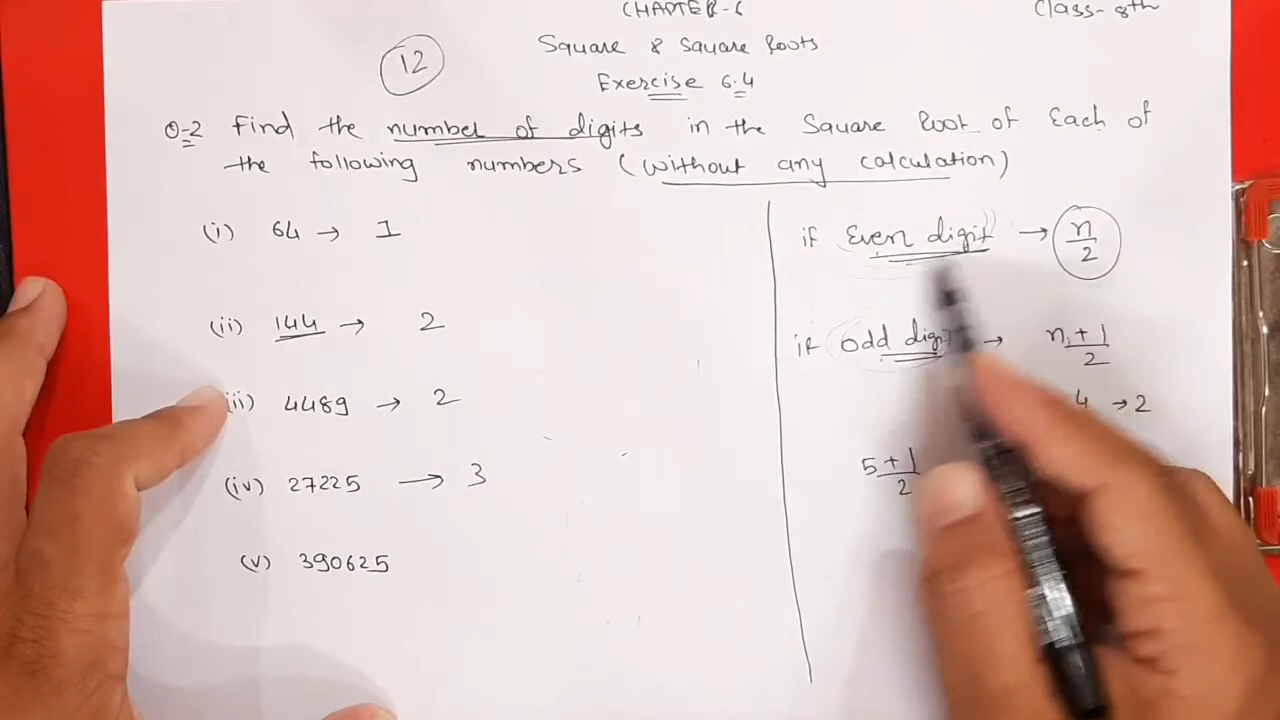 CHAPTER-6
Class-8th
12
Square & Square Roots
Exercise 6.4
Q-2 Find the number of digits in the Square Root of Each of
the following numbers (without any calculation)
(i) 64 → 1
(ii) 144 → 2
(ii) 4489 → 2
(iv) 27225 → 3
(v) 390625
if Even digit → n/2
if Odd digit → n+1/2
4 → 2
5+1/2